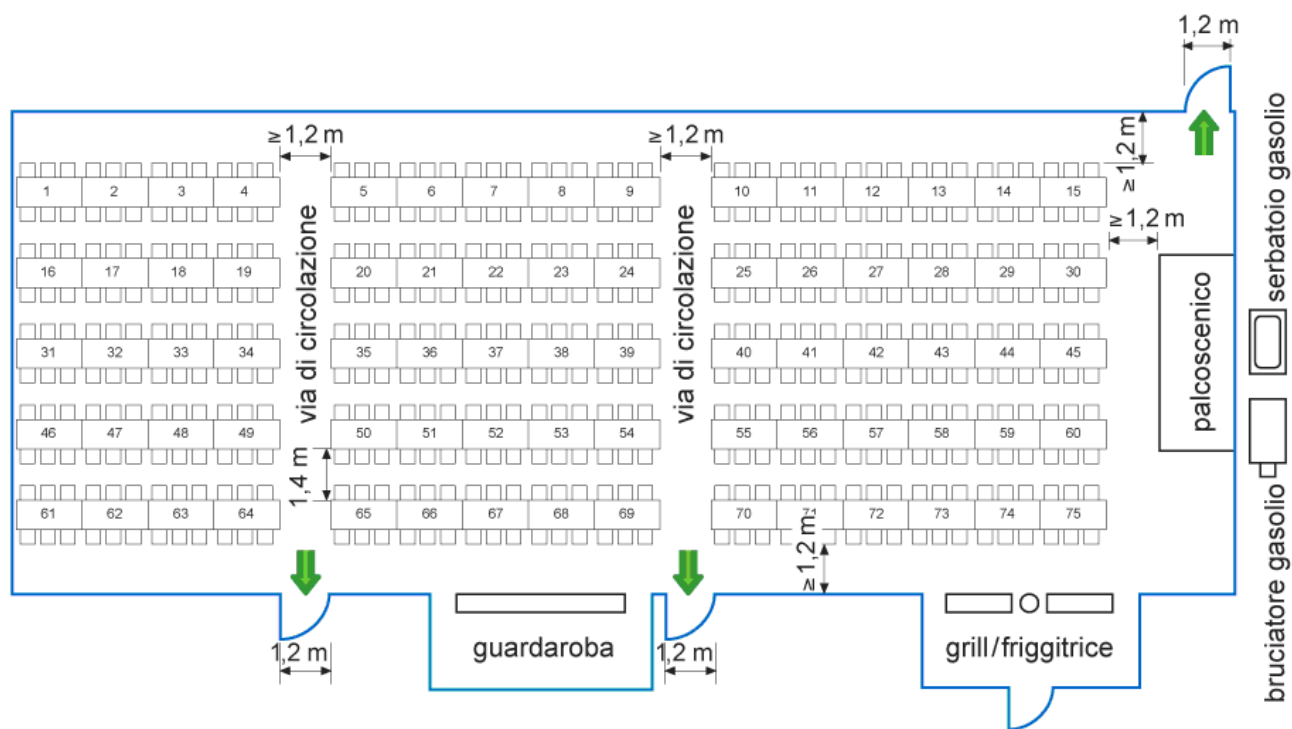 1,2 m
≥1,2 m
≥1,2 m
≥1,2 m
≥1,2 m
1 2 3 4 5 6 7 8 9 10 11 12 13 14 15
16 17 18 19 20 21 22 23 24 25 26 27 28 29 30
31 32 33 34 35 36 37 38 39 40 41 42 43 44 45
46 47 48 49 50 51 52 53 54 55 56 57 58 59 60
61 62 63 64 65 66 67 68 69 70 71 72 73 74 75
via di circolazione
via di circolazione
palcoscenico
serbatoio gasolio
bruciatore gasolio
1,4 m
≥1,2 m
1,2 m
guardaroba
1,2 m
grill/friggitrice